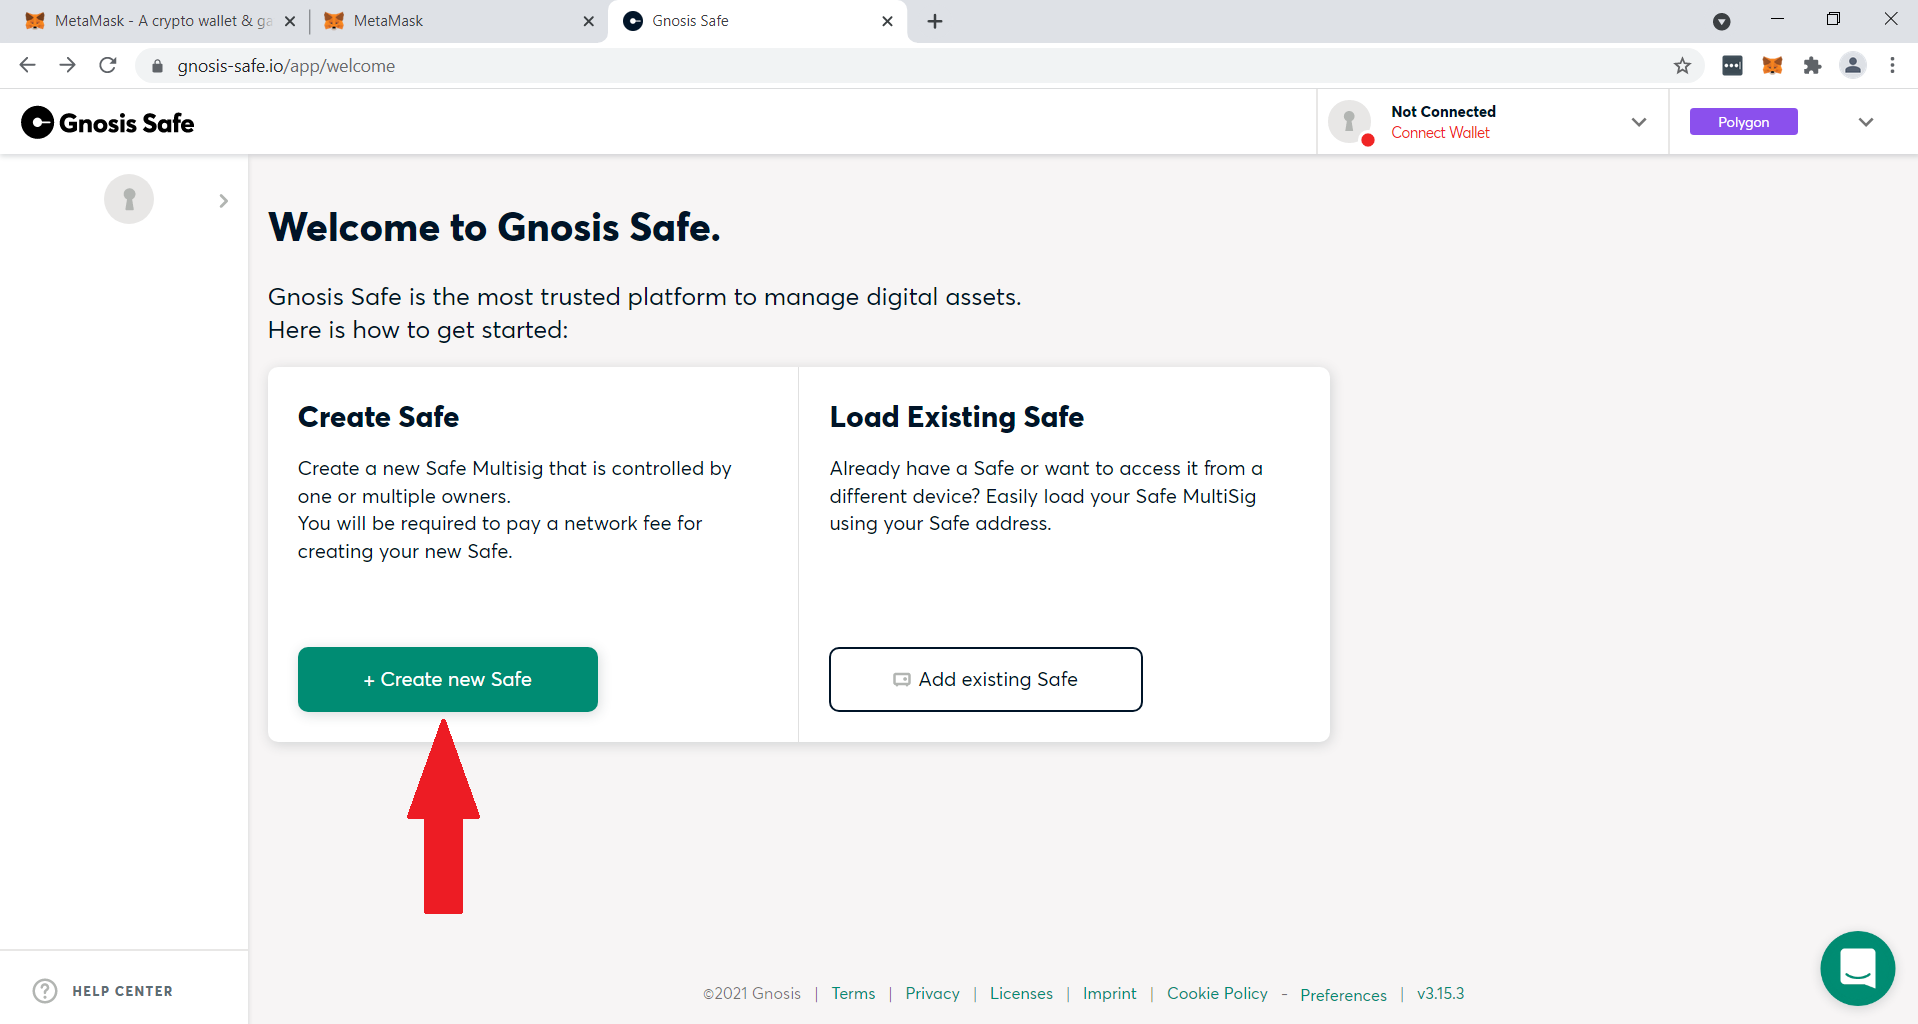 MetaMask - A crypto wallet & ga
MetaMask
Gnosis Safe
gnosis-safe.io/app/welcome
Gnosis Safe
Not Connected
Connect Wallet
Polygon
Welcome to Gnosis Safe.
Gnosis Safe is the most trusted platform to manage digital assets.
Here is how to get started:
Create Safe
Create a new Safe Multisig that is controlled by
one or multiple owners.
You will be required to pay a network fee for
creating your new Safe.
+ Create new Safe
Load Existing Safe
Already have a Safe or want to access it from a
different device? Easily load your Safe MultiSig
using your Safe address.
Add existing Safe
? HELP CENTER
©2021 Gnosis | Terms | Privacy | Licenses | Imprint | Cookie Policy - Preferences | v3.15.3